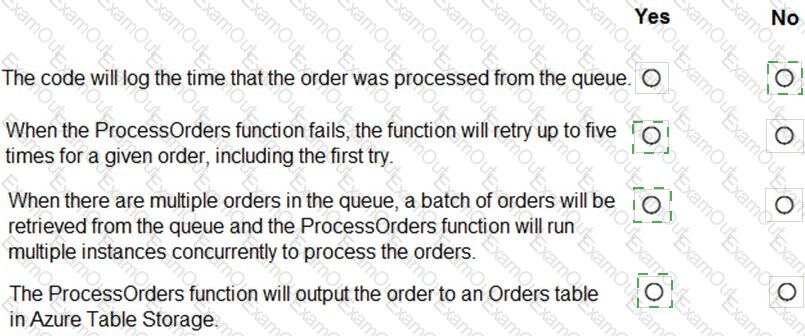 Yes No
The code will log the time that the order was processed from the queue.
When the ProcessOrders function fails, the function will retry up to five
times for a given order, including the first try.
When there are multiple orders in the queue, a batch of orders will be
retrieved from the queue and the ProcessOrders function will run
multiple instances concurrently to process the orders.
The ProcessOrders function will output the order to an Orders table
in Azure Table Storage.